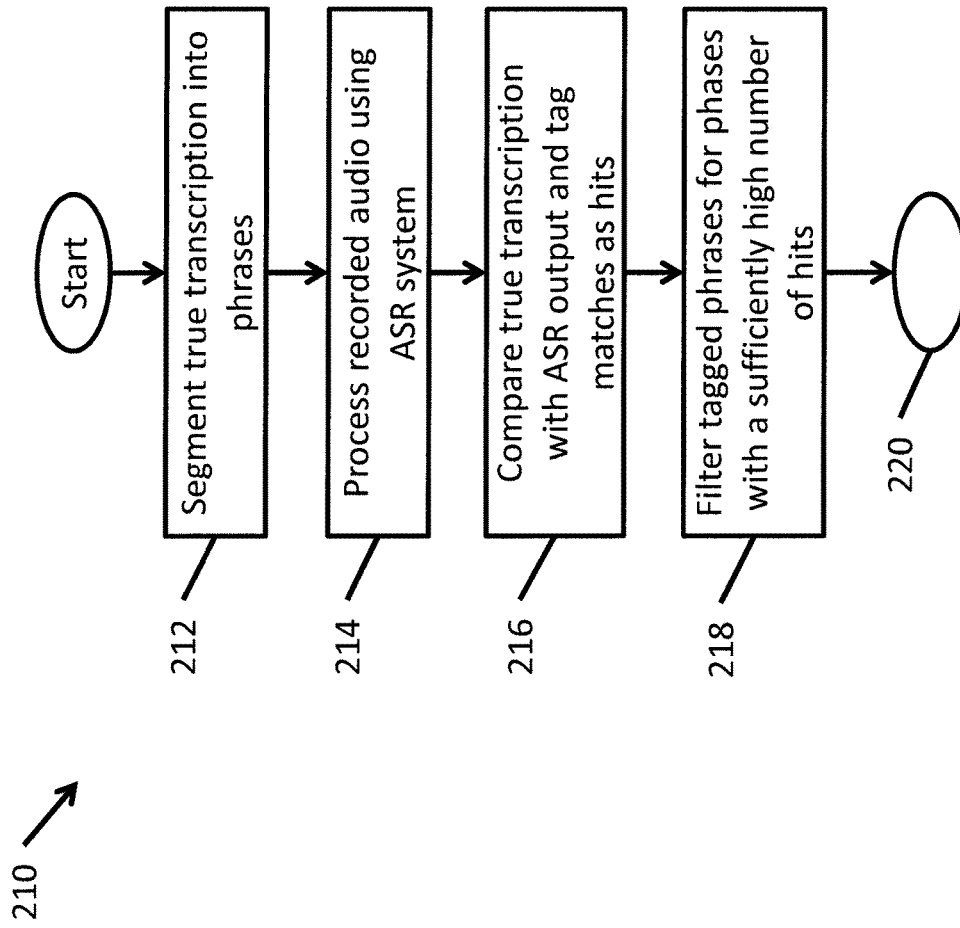 210
Start
212
Segment true transcription into
phrases
214
Process recorded audio using
ASR system
216
Compare true transcription
with ASR output and tag
matches as hits
218
Filter tagged phrases for phases
with a sufficiently high number
of hits
220